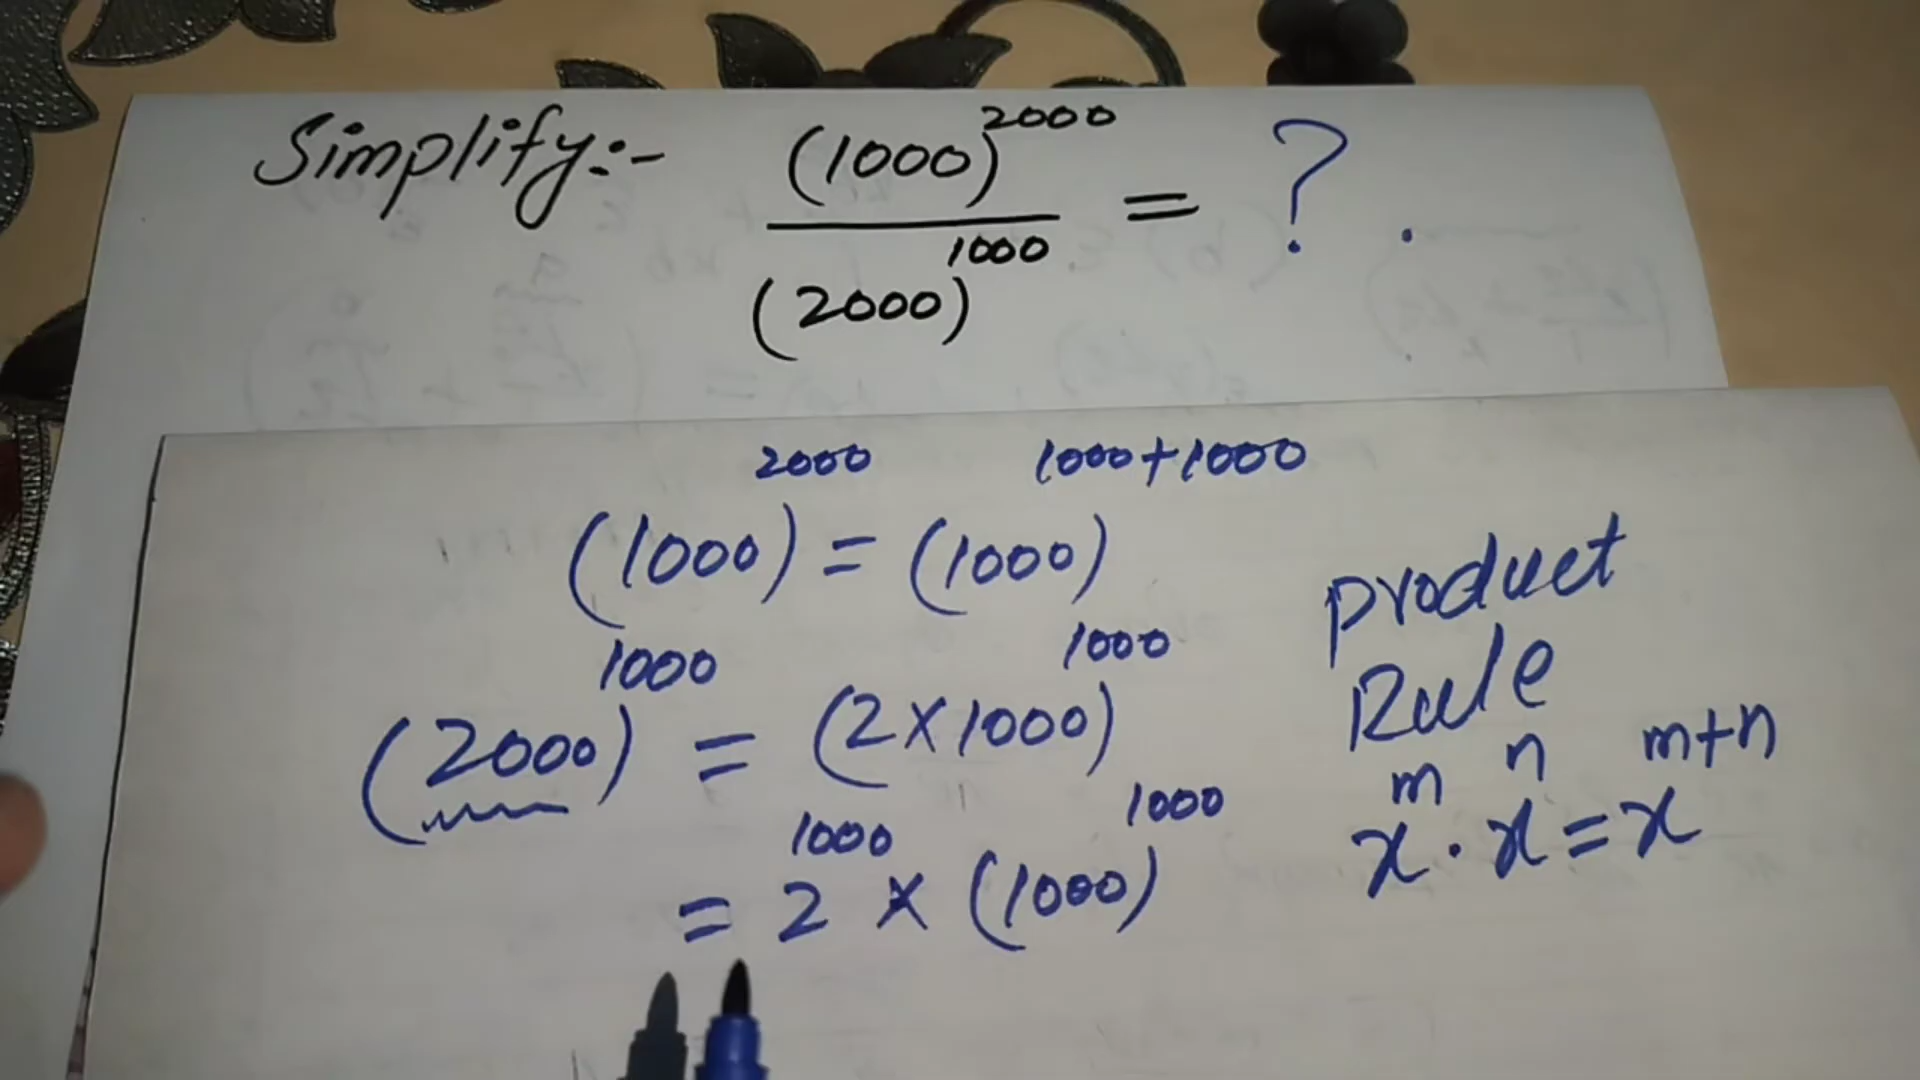 Simplify:- (1000)^2000 / (2000)^1000 = ? .
(1000)^2000 = (1000)^1000+1000
(2000)^1000 = (2×1000)^1000
= 2^1000 × (1000)^1000
product
Rule
x^m · x^n = x^m+n